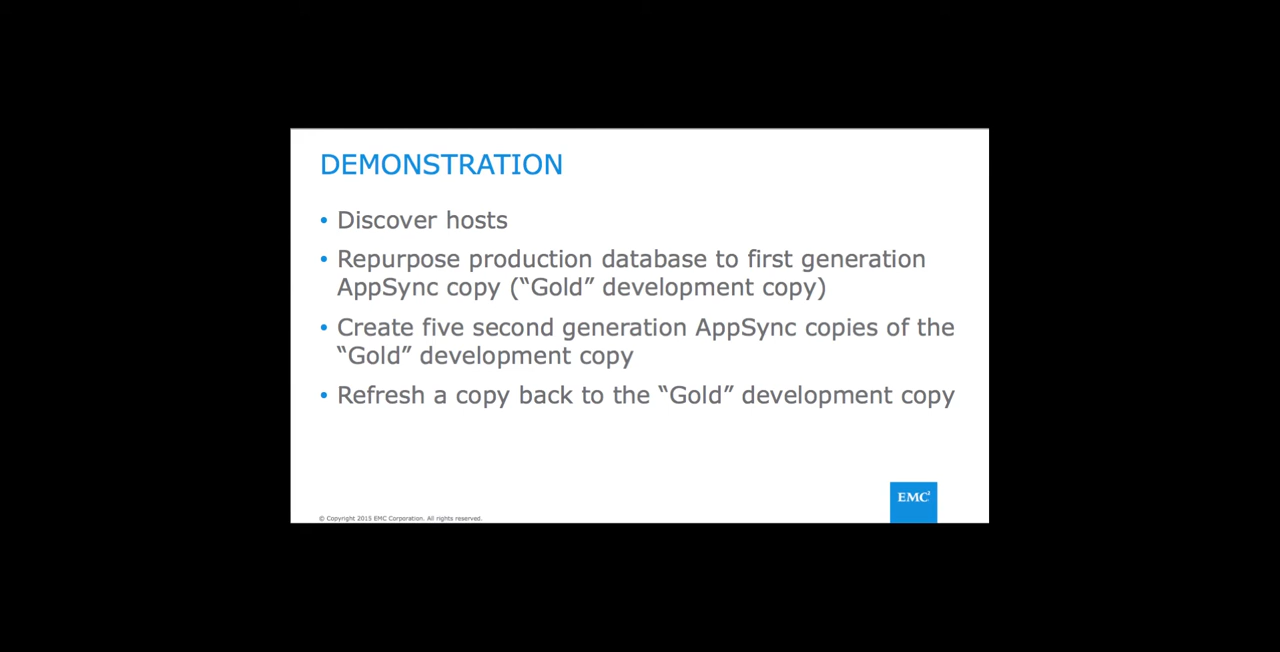 DEMONSTRATION
• Discover hosts
• Repurpose production database to first generation
AppSync copy (“Gold” development copy)
• Create five second generation AppSync copies of the
“Gold” development copy
• Refresh a copy back to the “Gold” development copy
EMC²
© Copyright 2015 EMC Corporation. All rights reserved.